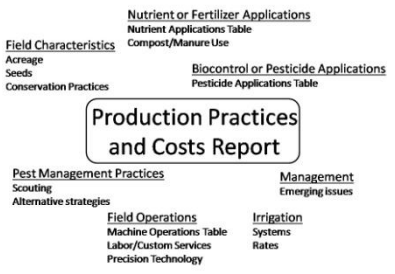 Nutrient or Fertilizer Applications
Nutrient Applications Table
Compost/Manure Use
Field Characteristics
Acreage
Seeds
Conservation Practices
Biocontrol or Pesticide Applications
Pesticide Applications Table
Production Practices
and Costs Report
Pest Management Practices
Scouting
Alternative strategies
Management
Emerging issues
Field Operations
Machine Operations Table
Labor/Custom Services
Precision Technology
Irrigation
Systems
Rates